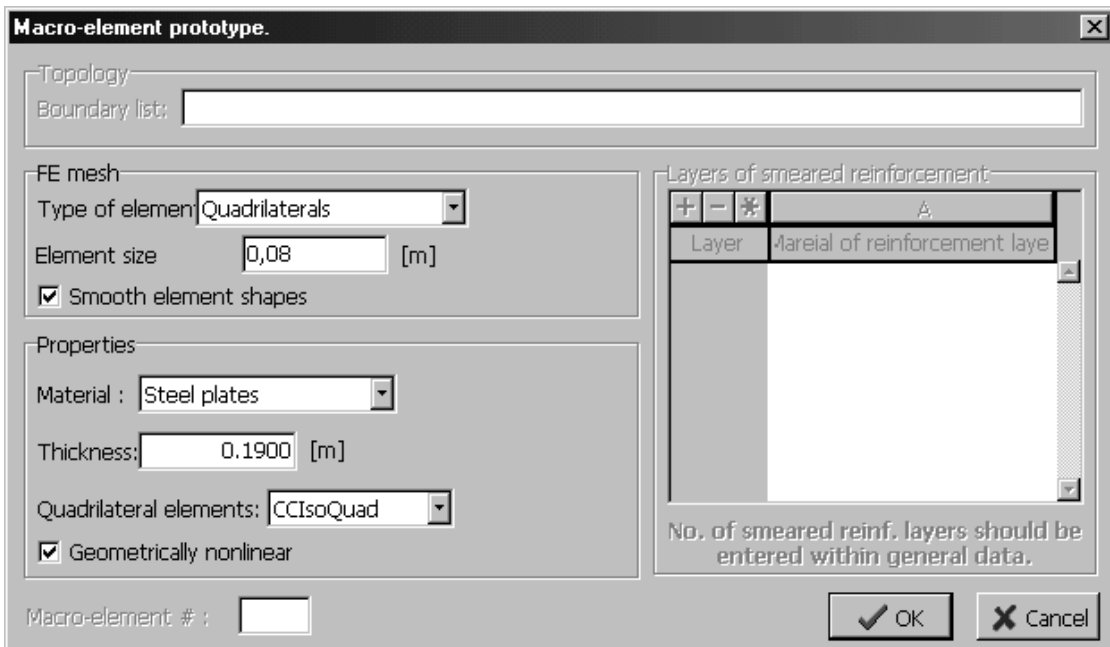 Macro-element prototype.
Topology
Boundary list:
FE mesh
Type of elemen Quadrilaterals
Element size 0,08 [m]
Smooth element shapes
Properties
Material : Steel plates
Thickness: 0.1900 [m]
Quadrilateral elements: CCIsoQuad
Geometrically nonlinear
Macro-element # :
Layers of smeared reinforcement
+ - * A
Layer Mareial of reinforcement laye
No. of smeared reinf. layers should be
entered within general data.
OK Cancel